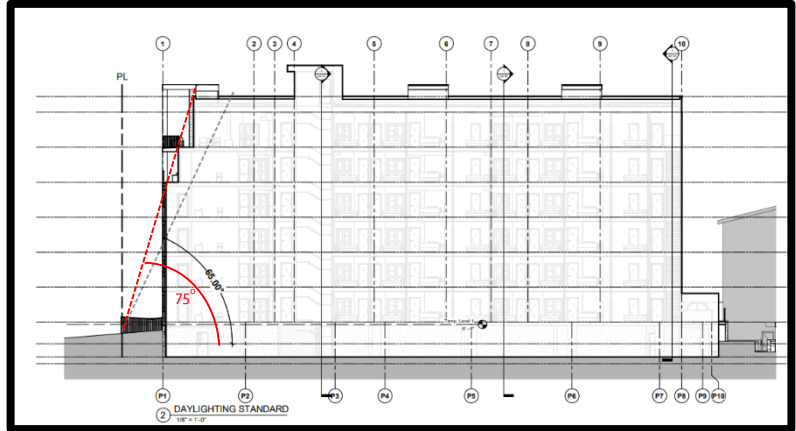 1 2 3 4 5 6 7 8 9 10
PL
65.00°
75°
Temp. Level 1
P1 P2 P3 P4 P5 P6 P7 P8 P9 P10
2 DAYLIGHTING STANDARD
1/8" = 1'-0"